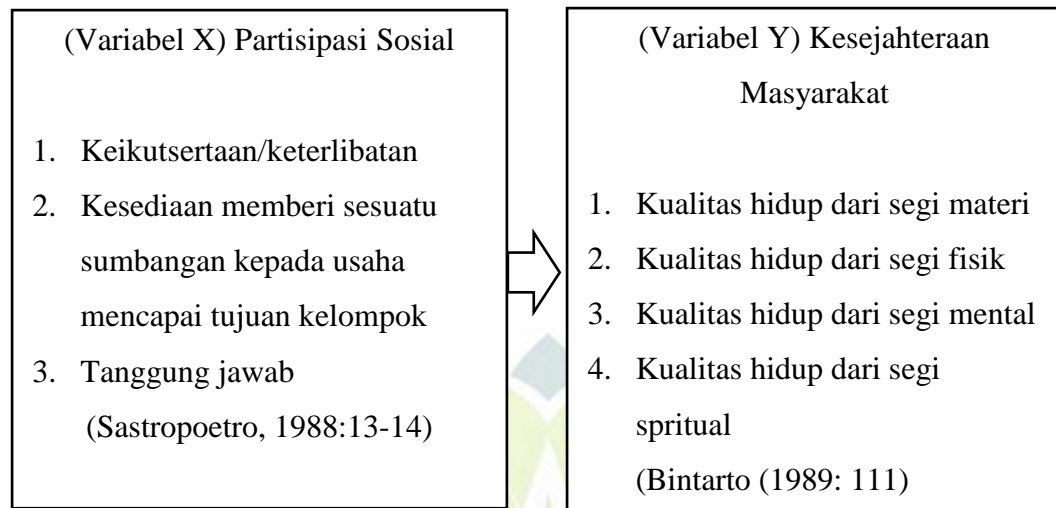 (Variabel X) Partisipasi Sosial
1. Keikutsertaan/keterlibatan
2. Kesediaan memberi sesuatu
sumbangan kepada usaha
mencapai tujuan kelompok
3. Tanggung jawab
(Sastropoetro, 1988:13-14)
(Variabel Y) Kesejahteraan
Masyarakat
1. Kualitas hidup dari segi materi
2. Kualitas hidup dari segi fisik
3. Kualitas hidup dari segi mental
4. Kualitas hidup dari segi
spritual
(Bintarto (1989: 111)